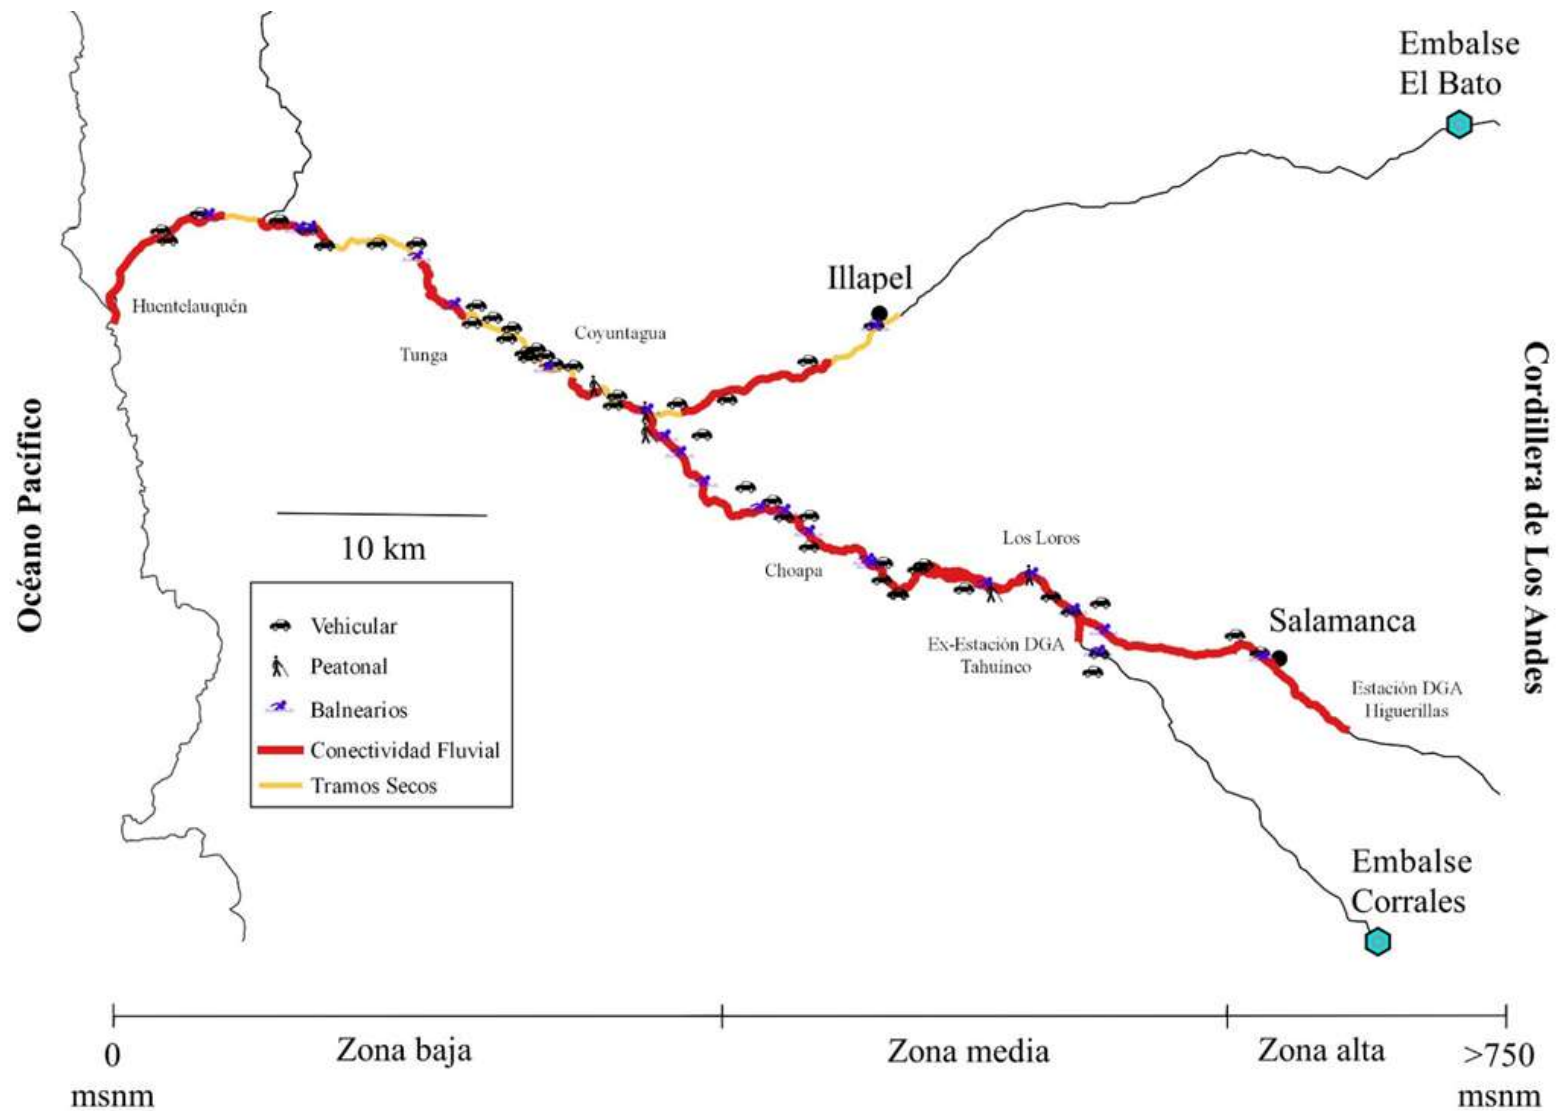 Embalse
El Bato
Illapel
Huentelauquén
Coyuntagua
Tunga
Océano Pacífico
Cordillera de Los Andes
10 km
Los Loros
Choapa
Salamanca
Ex-Estación DGA
Tahuinco
Estación DGA
Higuerillas
Vehicular
Peatonal
Balnearios
Conectividad Fluvial
Tramos Secos
Embalse
Corrales
0
msnm
Zona baja
Zona media
Zona alta
>750
msnm